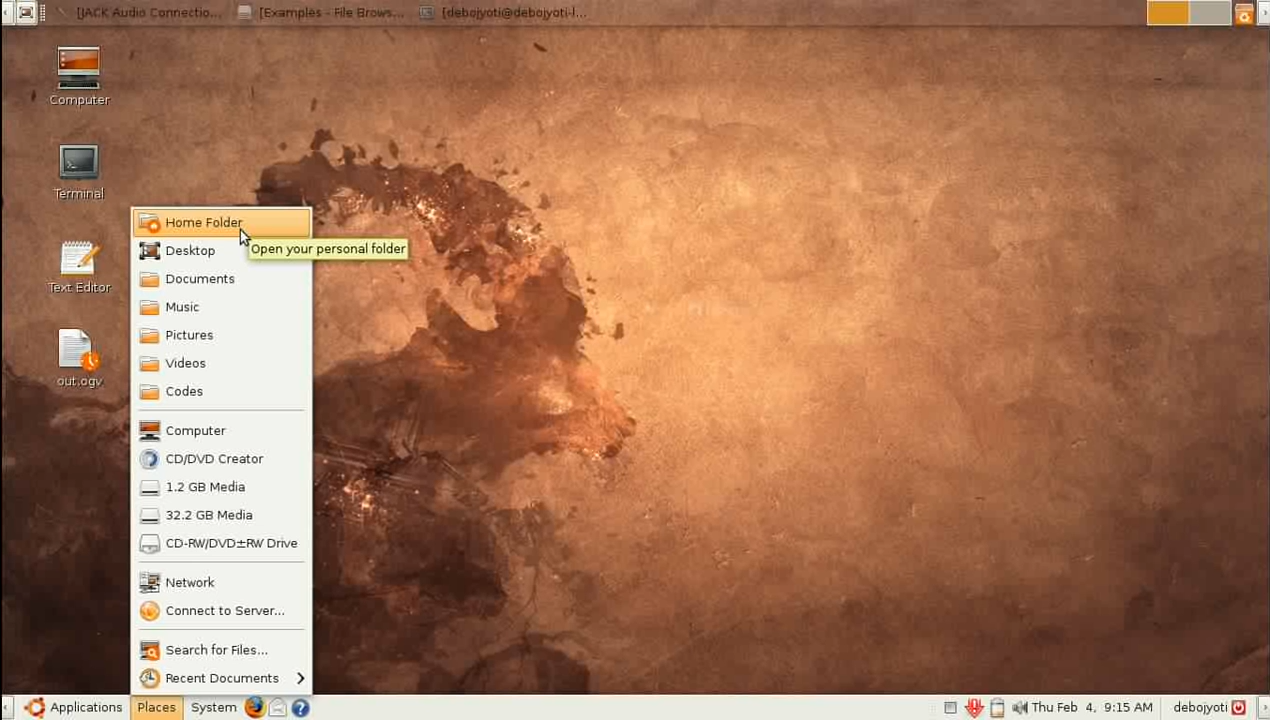 [JACK Audio Connectio... [Examples - File Brows... [debojyoti@debojyoti-l...
Computer
Terminal
Text Editor
out.ogv
Home Folder
Open your personal folder
Desktop
Documents
Music
Pictures
Videos
Codes
Computer
CD/DVD Creator
1.2 GB Media
32.2 GB Media
CD-RW/DVD±RW Drive
Network
Connect to Server...
Search for Files...
Recent Documents
Applications Places System ? Thu Feb 4, 9:15 AM debojyoti